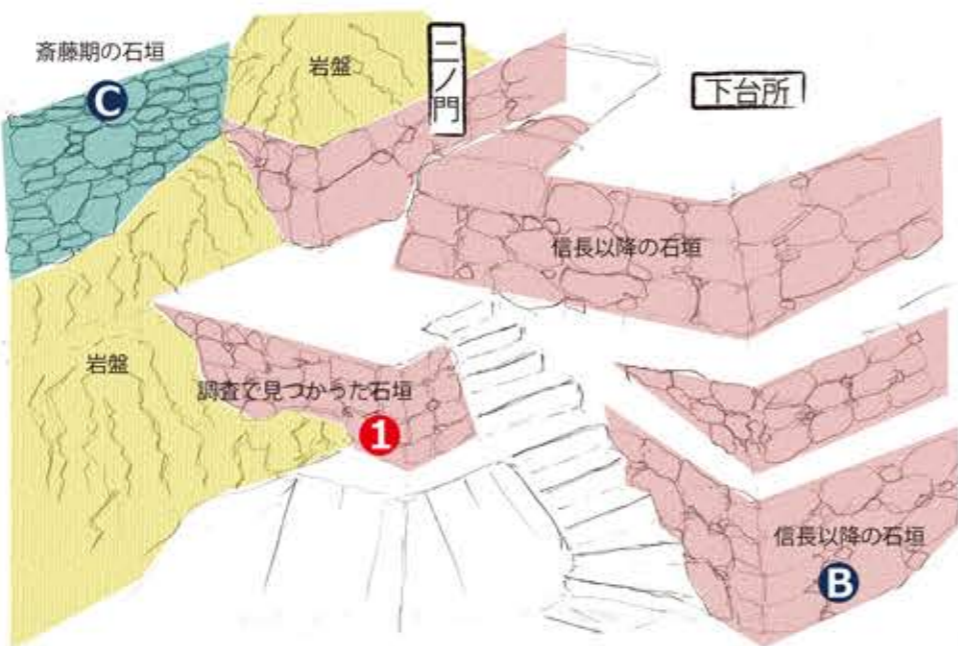 斎藤期の石垣
C
岩盤
二ノ門
下台所
信長以降の石垣
岩盤
調査で見つかった石垣
1
信長以降の石垣
B